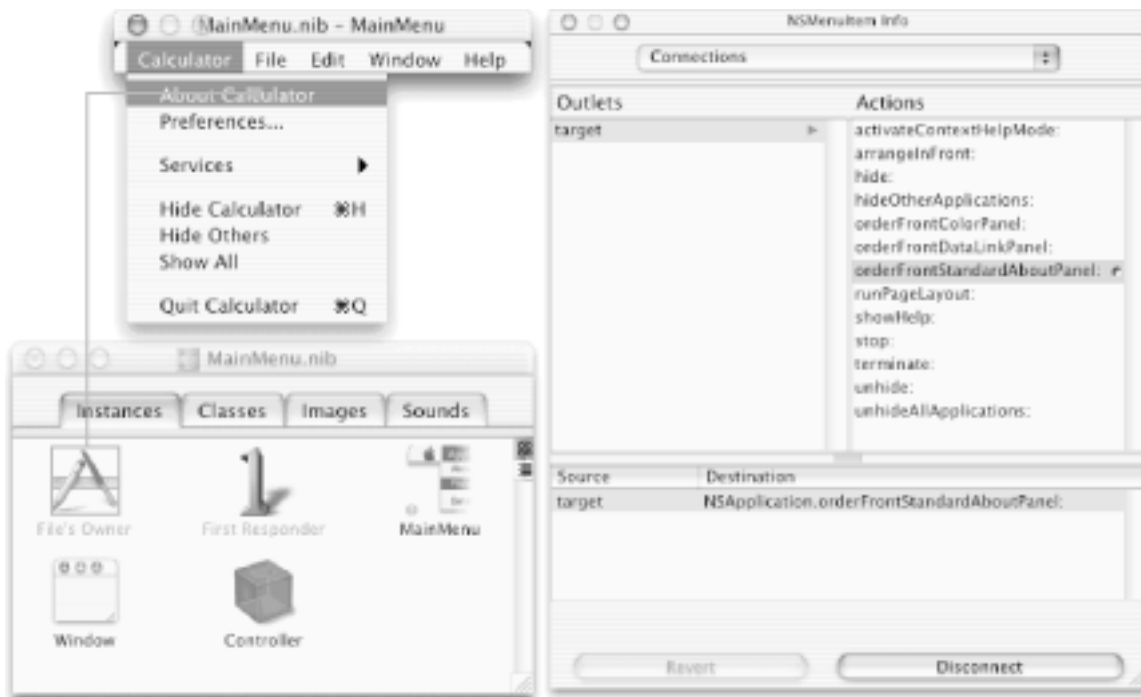 MainMenu.nib – MainMenu
Calculator File Edit Window Help
About Calculator
Preferences...
Services
Hide Calculator ⌘H
Hide Others
Show All
Quit Calculator ⌘Q
MainMenu.nib
Instances Classes Images Sounds
File's Owner First Responder MainMenu
Window Controller
NSMenuItem Info
Connections
Outlets Actions
target
activateContextHelpMode:
arrangeInFront:
hide:
hideOtherApplications:
orderFrontColorPanel:
orderFrontDataLinkPanel:
orderFrontStandardAboutPanel:
runPageLayout:
showHelp:
stop:
terminate:
unhide:
unhideAllApplications:
Source Destination
target NSApplication.orderFrontStandardAboutPanel:
Revert Disconnect